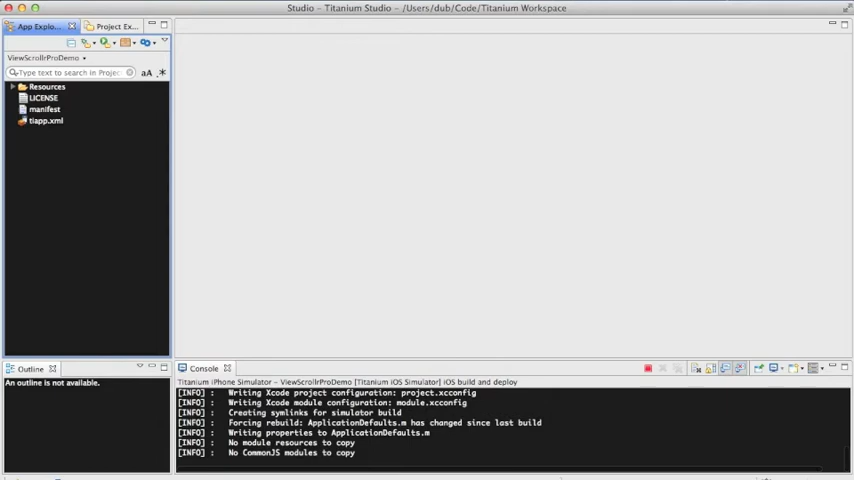 Studio – Titanium Studio – /Users/dub/Code/Titanium Workspace
App Explo...
Project Ex...
ViewScrollrProDemo
Type text to search in Projec
aA .*
Resources
LICENSE
manifest
tiapp.xml
Outline
An outline is not available.
Console
Titanium iPhone Simulator – ViewScrollrProDemo [Titanium iOS Simulator] iOS build and deploy
[INFO] : Writing Xcode project configuration: project.xcconfig
[INFO] : Writing Xcode module configuration: module.xcconfig
[INFO] : Creating symlinks for simulator build
[INFO] : Forcing rebuild: ApplicationDefaults.m has changed since last build
[INFO] : Writing properties to ApplicationDefaults.m
[INFO] : No module resources to copy
[INFO] : No CommonJS modules to copy